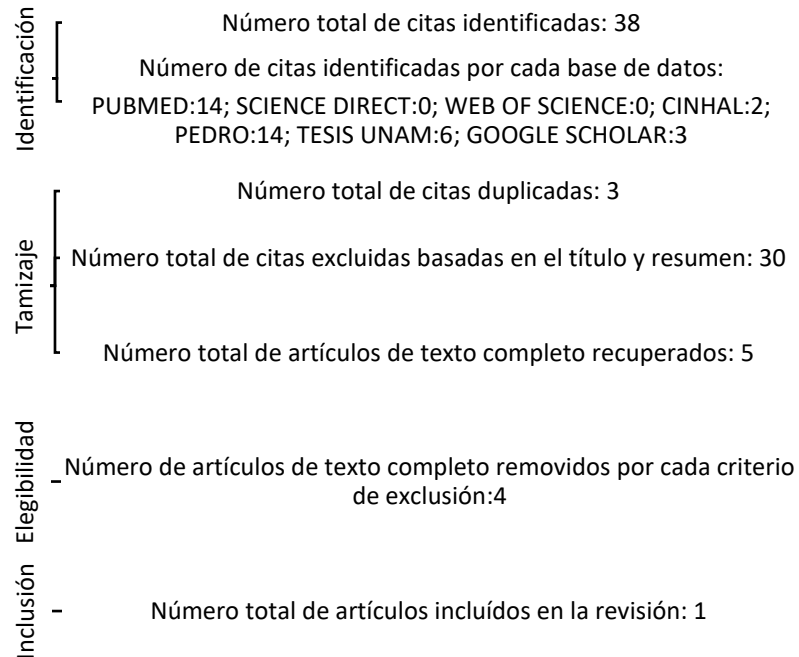 Identificación
Número total de citas identificadas: 38
Número de citas identificadas por cada base de datos:
PUBMED:14; SCIENCE DIRECT:0; WEB OF SCIENCE:0; CINHAL:2;
PEDRO:14; TESIS UNAM:6; GOOGLE SCHOLAR:3
Tamizaje
Número total de citas duplicadas: 3
Número total de citas excluidas basadas en el título y resumen: 30
Número total de artículos de texto completo recuperados: 5
Elegibilidad
Número de artículos de texto completo removidos por cada criterio
de exclusión:4
Inclusión
Número total de artículos incluídos en la revisión: 1